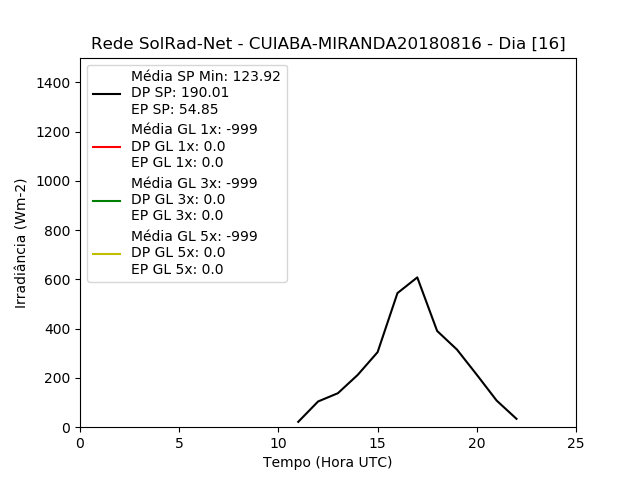 Rede SolRad-Net - CUIABA-MIRANDA20180816 - Dia [16]
Média SP Min: 123.92
DP SP: 190.01
EP SP: 54.85
Média GL 1x: -999
DP GL 1x: 0.0
EP GL 1x: 0.0
Média GL 3x: -999
DP GL 3x: 0.0
EP GL 3x: 0.0
Média GL 5x: -999
DP GL 5x: 0.0
EP GL 5x: 0.0
Irradiância (Wm-2)
1400
1200
1000
800
600
400
200
0
0 5 10 15 20 25
Tempo (Hora UTC)